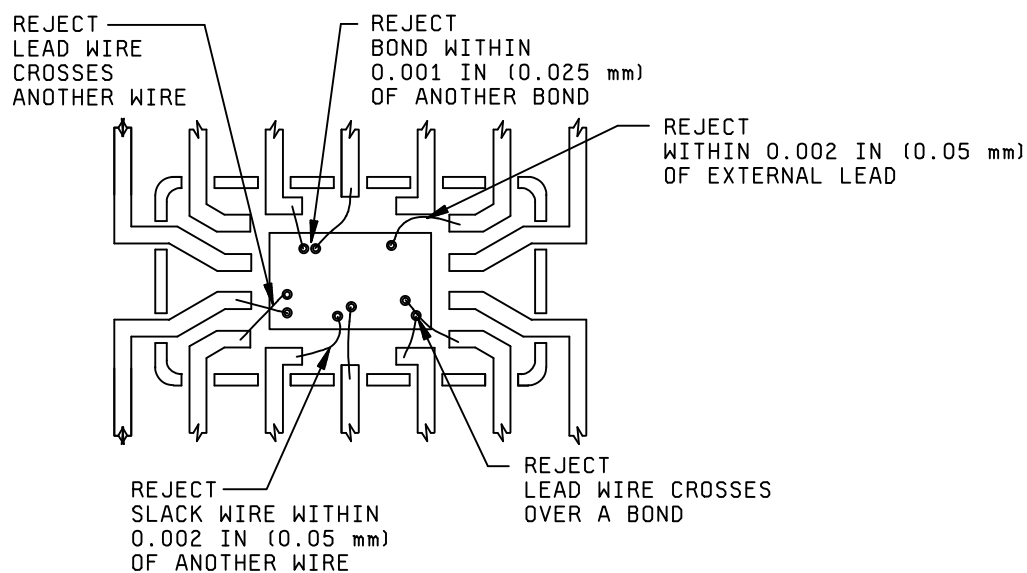 REJECT
LEAD WIRE
CROSSES
ANOTHER WIRE
REJECT
BOND WITHIN
0.001 IN (0.025 mm)
OF ANOTHER BOND
REJECT
WITHIN 0.002 IN (0.05 mm)
OF EXTERNAL LEAD
REJECT
SLACK WIRE WITHIN
0.002 IN (0.05 mm)
OF ANOTHER WIRE
REJECT
LEAD WIRE CROSSES
OVER A BOND